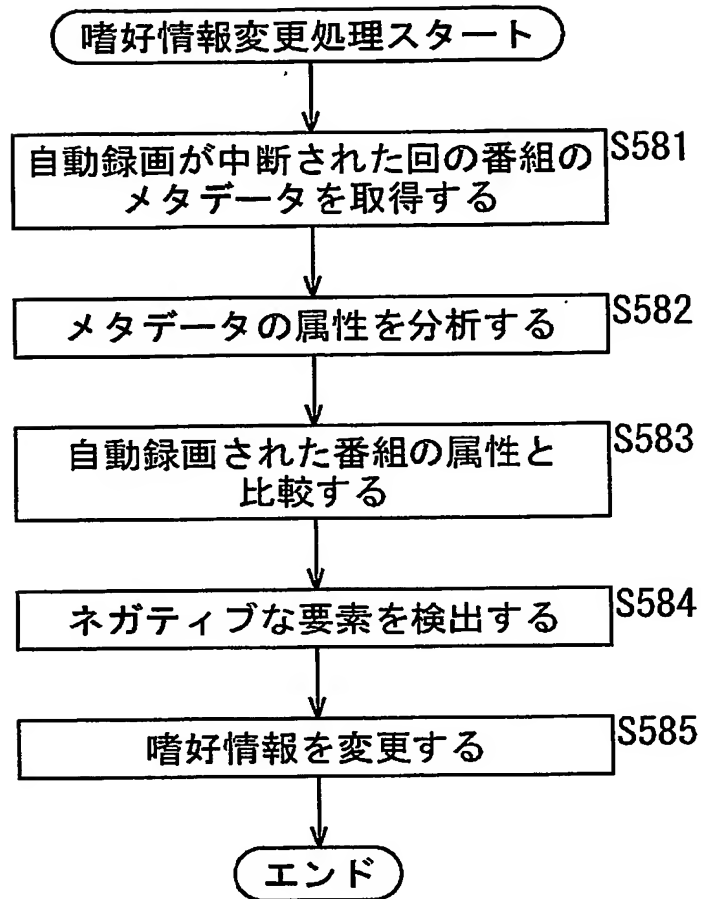 嗜好情報変更処理スタート
自動録画が中断された回の番組の
メタデータを取得する
S581
メタデータの属性を分析する
S582
自動録画された番組の属性と
比較する
S583
ネガティブな要素を検出する
S584
嗜好情報を変更する
S585
エンド